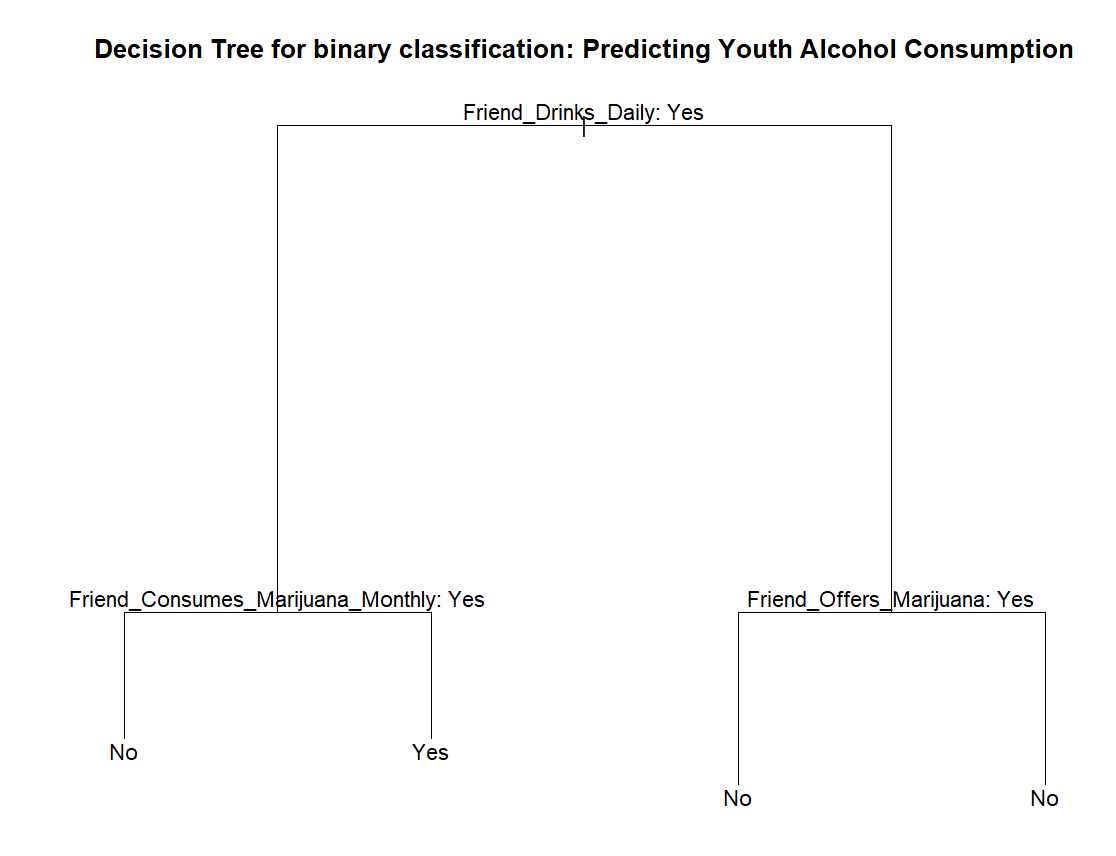 Decision Tree for binary classification: Predicting Youth Alcohol Consumption
Friend_Drinks_Daily: Yes
Friend_Consumes_Marijuana_Monthly: Yes
Friend_Offers_Marijuana: Yes
No
Yes
No
No